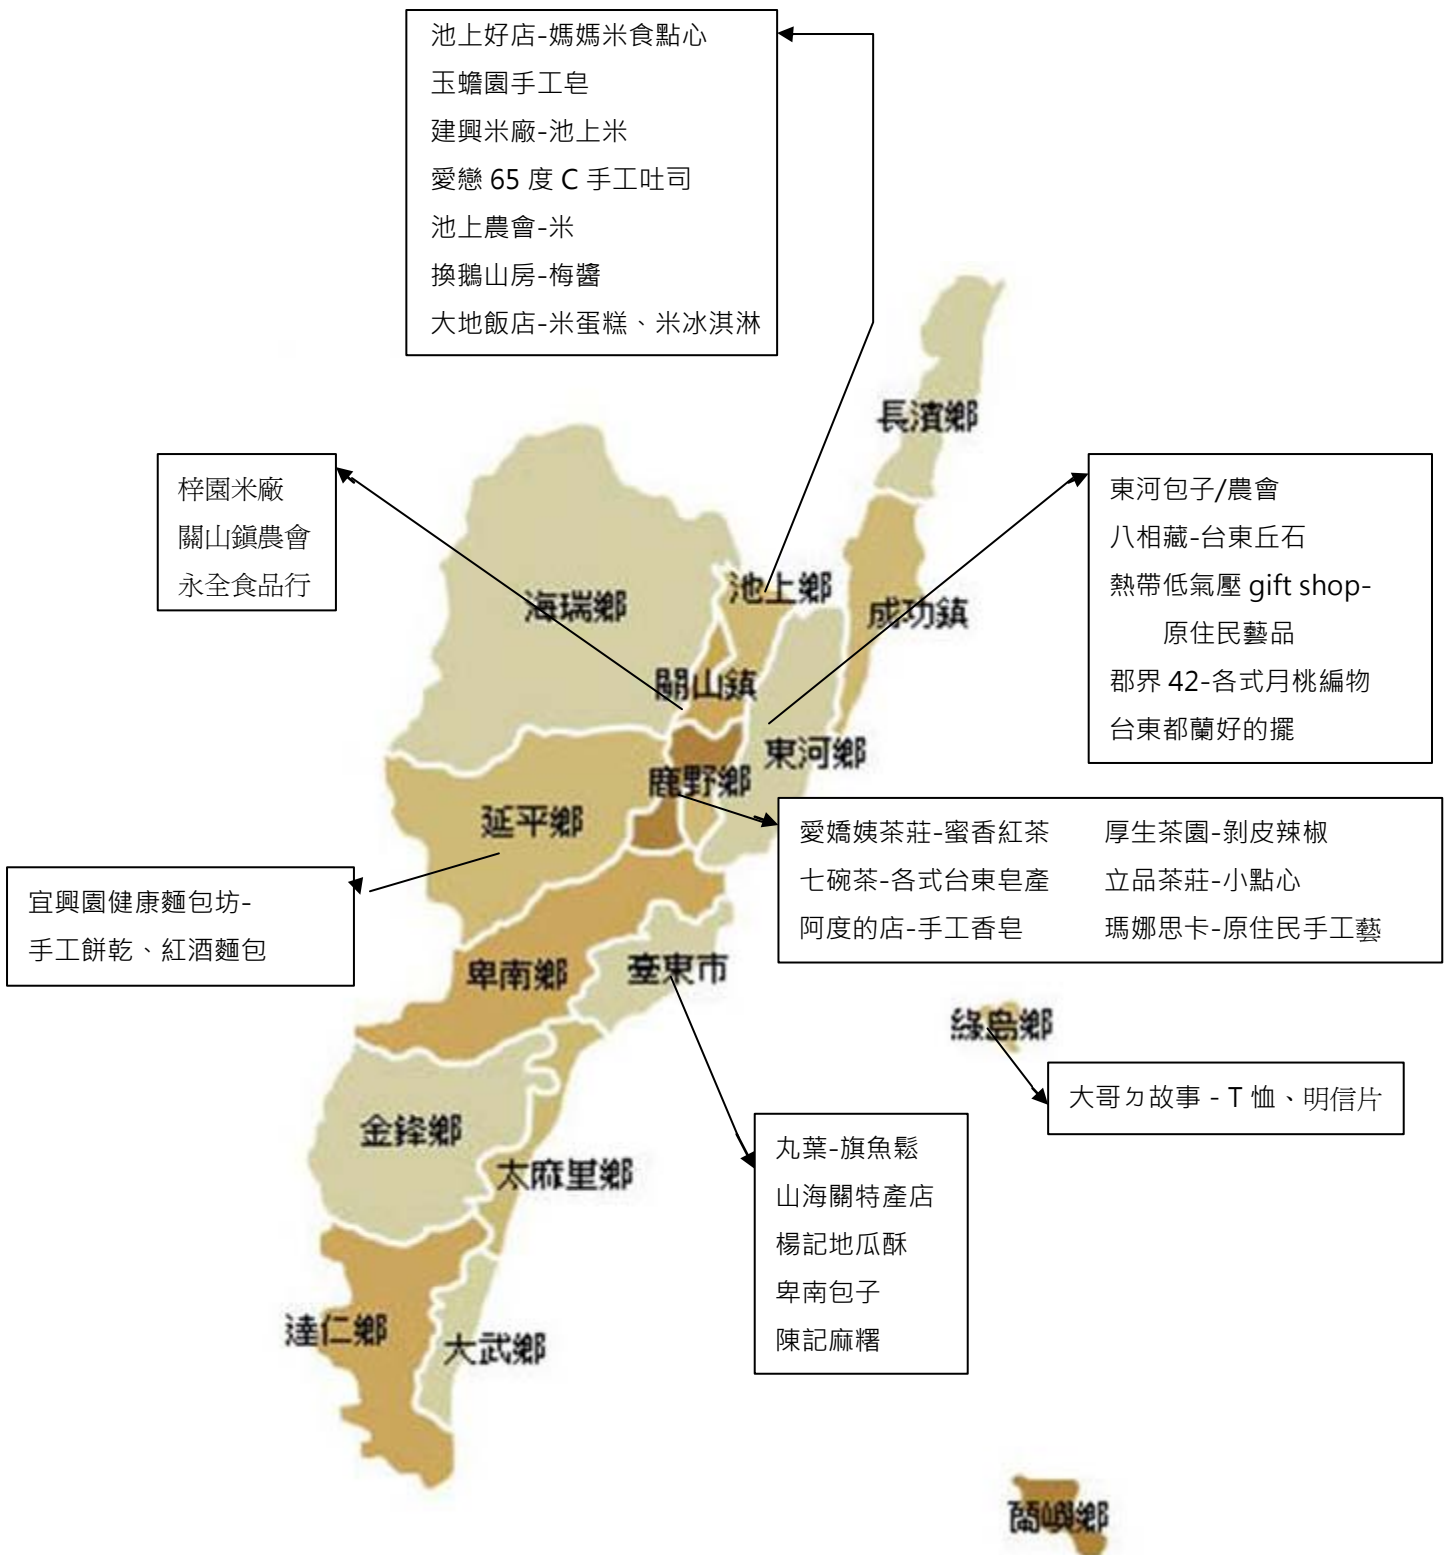 池上好店-媽媽米食點心
玉蟾園手工皂
建興米廠-池上米
愛戀 65 度 C 手工吐司
池上農會-米
換鵝山房-梅醬
大地飯店-米蛋糕、米冰淇淋
長濱鄉
梓園米廠
關山鎮農會
永全食品行
東河包子/農會
八相藏-台東丘石
熱帶低氣壓 gift shop-
原住民藝品
郡界 42-各式月桃編物
台東都蘭好的擺
海瑞鄉
池上鄉
成功鎮
關山鎮
東河鄉
鹿野鄉
延平鄉
愛嬌姨茶莊-蜜香紅茶 厚生茶園-剝皮辣椒
七碗茶-各式台東皂產 立品茶莊-小點心
阿度的店-手工香皂 瑪娜思卡-原住民手工藝
宜興園健康麵包坊-
手工餅乾、紅酒麵包
卑南鄉
臺東市
綠島鄉
大哥ㄉ故事 - T 恤、明信片
金鋒鄉
太麻里鄉
丸葉-旗魚鬆
山海關特產店
楊記地瓜酥
卑南包子
陳記麻糬
達仁鄉
大武鄉
蘭嶼鄉